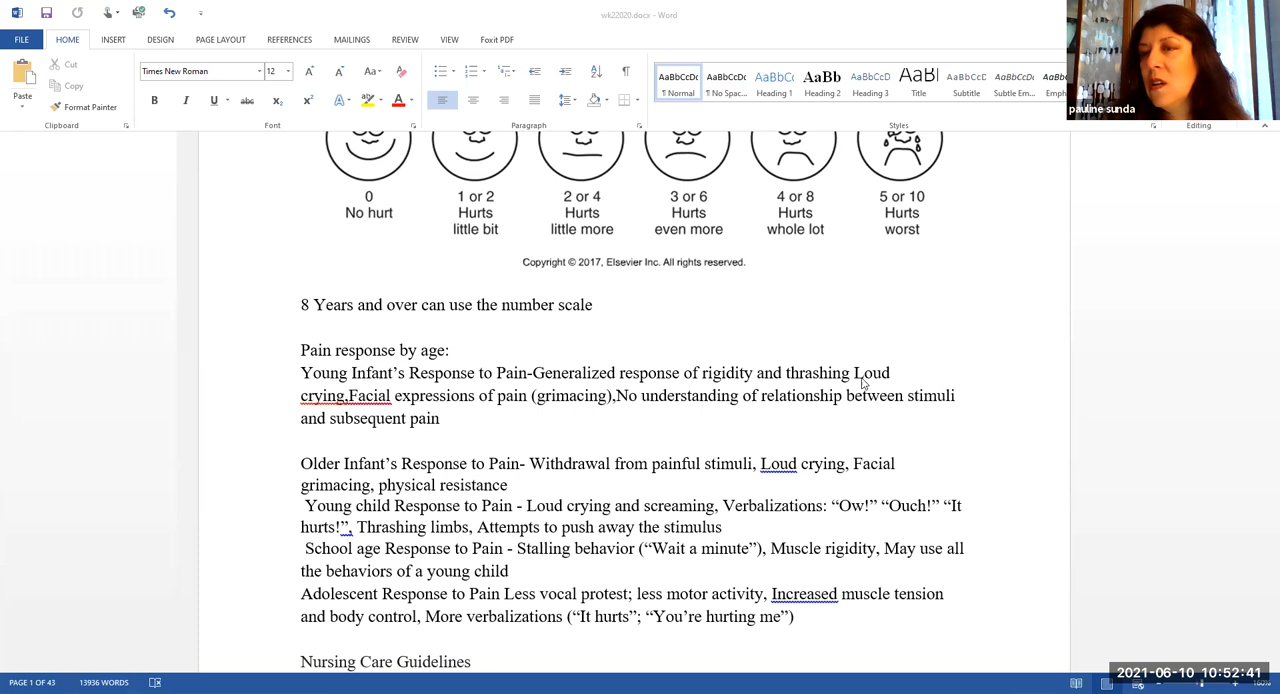 wk22020.docx - Word
FILE HOME INSERT DESIGN PAGE LAYOUT REFERENCES MAILINGS REVIEW VIEW Foxit PDF
Cut
Copy
Format Painter
Paste
Clipboard
Times New Roman 12
Font
Paragraph
AaBbCcDc AaBbCcDc AaBbCc AaBb AaBbCcD AaB AaBbCcD AaBbCcDc AaBbCcDc
¶ Normal ¶ No Spac... Heading 1 Heading 2 Heading 3 Title Subtitle Subtle Em...
Styles
Editing
pauline sunda
0 1 or 2 2 or 4 3 or 6 4 or 8 5 or 10
No hurt Hurts Hurts Hurts Hurts Hurts
little bit little more even more whole lot worst
Copyright © 2017, Elsevier Inc. All rights reserved.
8 Years and over can use the number scale
Pain response by age:
Young Infant's Response to Pain-Generalized response of rigidity and thrashing Loud
crying,Facial expressions of pain (grimacing),No understanding of relationship between stimuli
and subsequent pain
Older Infant's Response to Pain- Withdrawal from painful stimuli, Loud crying, Facial
grimacing, physical resistance
Young child Response to Pain - Loud crying and screaming, Verbalizations: “Ow!” “Ouch!” “It
hurts!”, Thrashing limbs, Attempts to push away the stimulus
School age Response to Pain - Stalling behavior (“Wait a minute”), Muscle rigidity, May use all
the behaviors of a young child
Adolescent Response to Pain Less vocal protest; less motor activity, Increased muscle tension
and body control, More verbalizations (“It hurts”; “You’re hurting me”)
Nursing Care Guidelines
PAGE 1 OF 43 13936 WORDS
2021-06-10 10:52:41